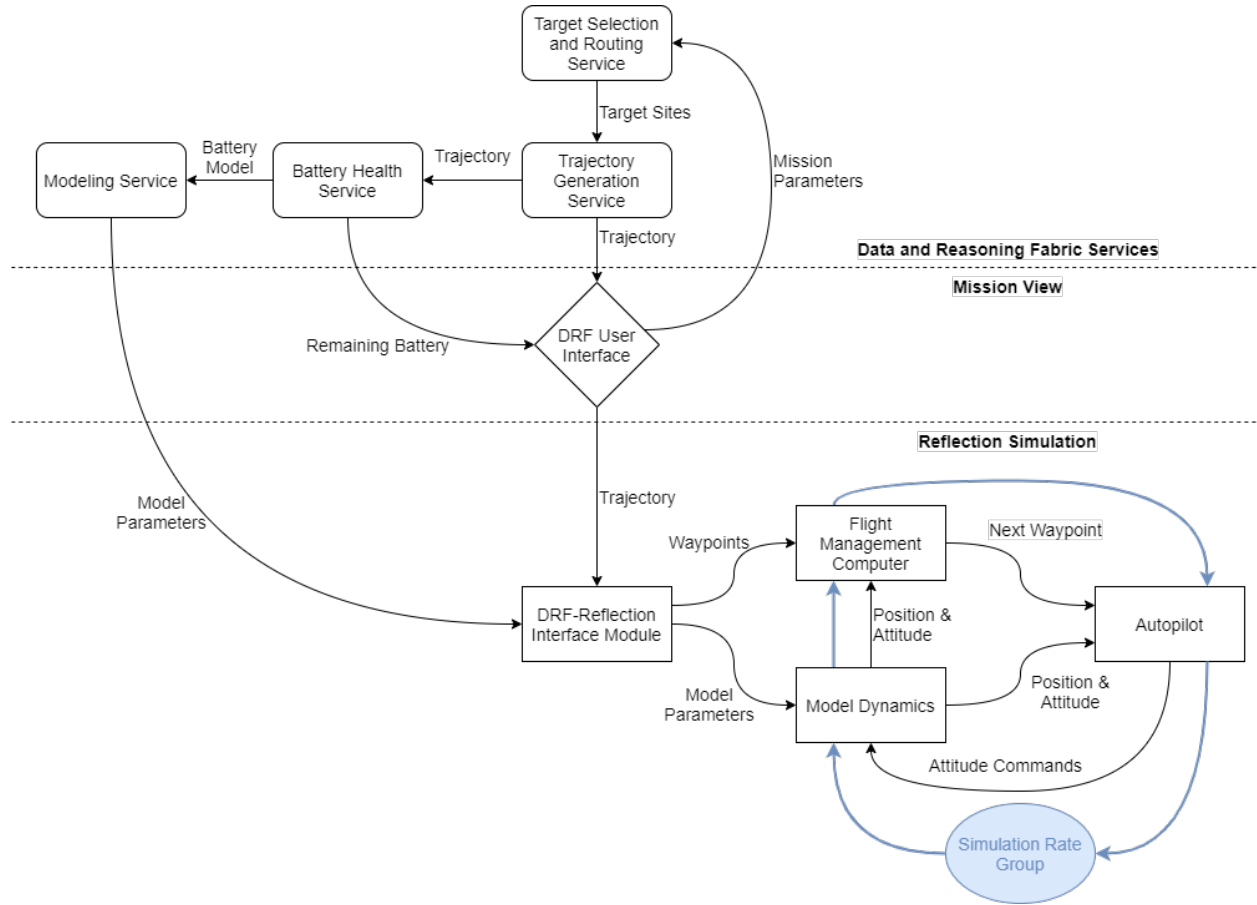 Target Selection
and Routing
Service
Target Sites
Battery
Model
Trajectory
Mission
Parameters
Modeling Service
Battery Health
Service
Trajectory
Generation
Service
Trajectory
Data and Reasoning Fabric Services
Mission View
Remaining Battery
DRF User
Interface
Reflection Simulation
Model
Parameters
Trajectory
Waypoints
Flight
Management
Computer
Next Waypoint
DRF-Reflection
Interface Module
Position &
Attitude
Autopilot
Model
Parameters
Model Dynamics
Position &
Attitude
Attitude Commands
Simulation Rate
Group